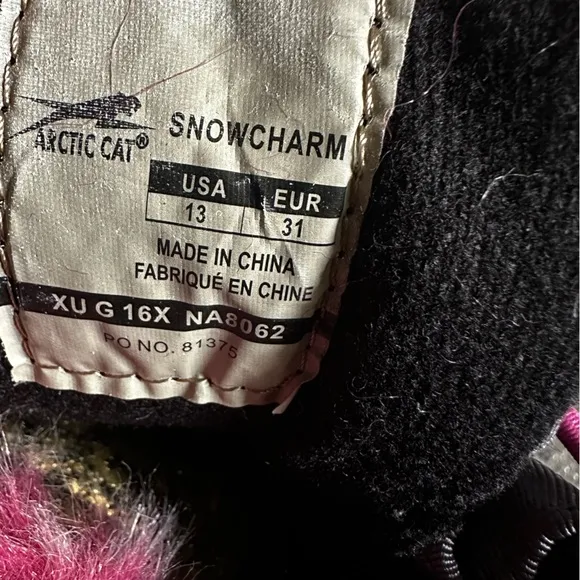 ARCTIC CAT®
SNOWCHARM
USA EUR
13 31
MADE IN CHINA
FABRIQUÉ EN CHINE
XU G 16X NA8062
PO NO. 81375